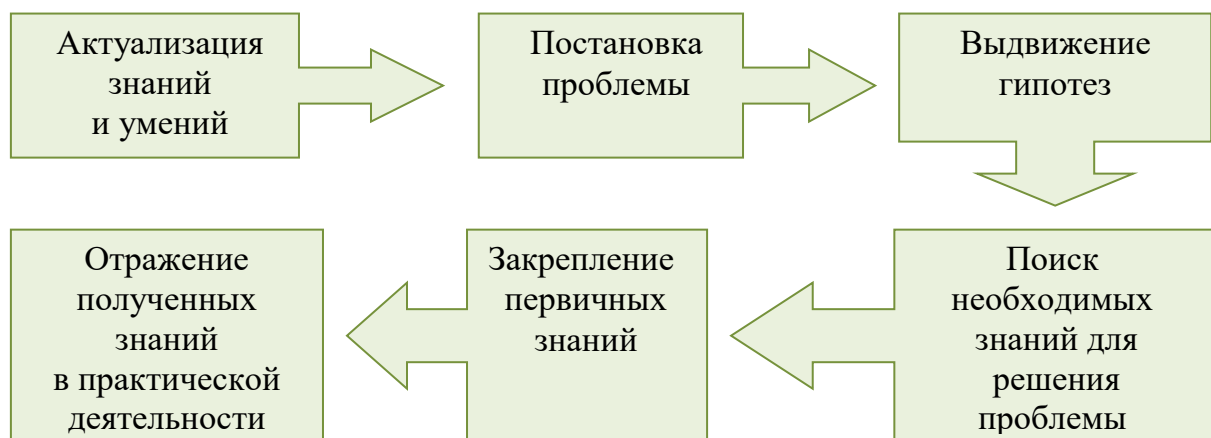 Актуализация
знаний
и умений
Постановка
проблемы
Выдвижение
гипотез
Поиск
необходимых
знаний для
решения
проблемы
Закрепление
первичных
знаний
Отражение
полученных
знаний
в практической
деятельности